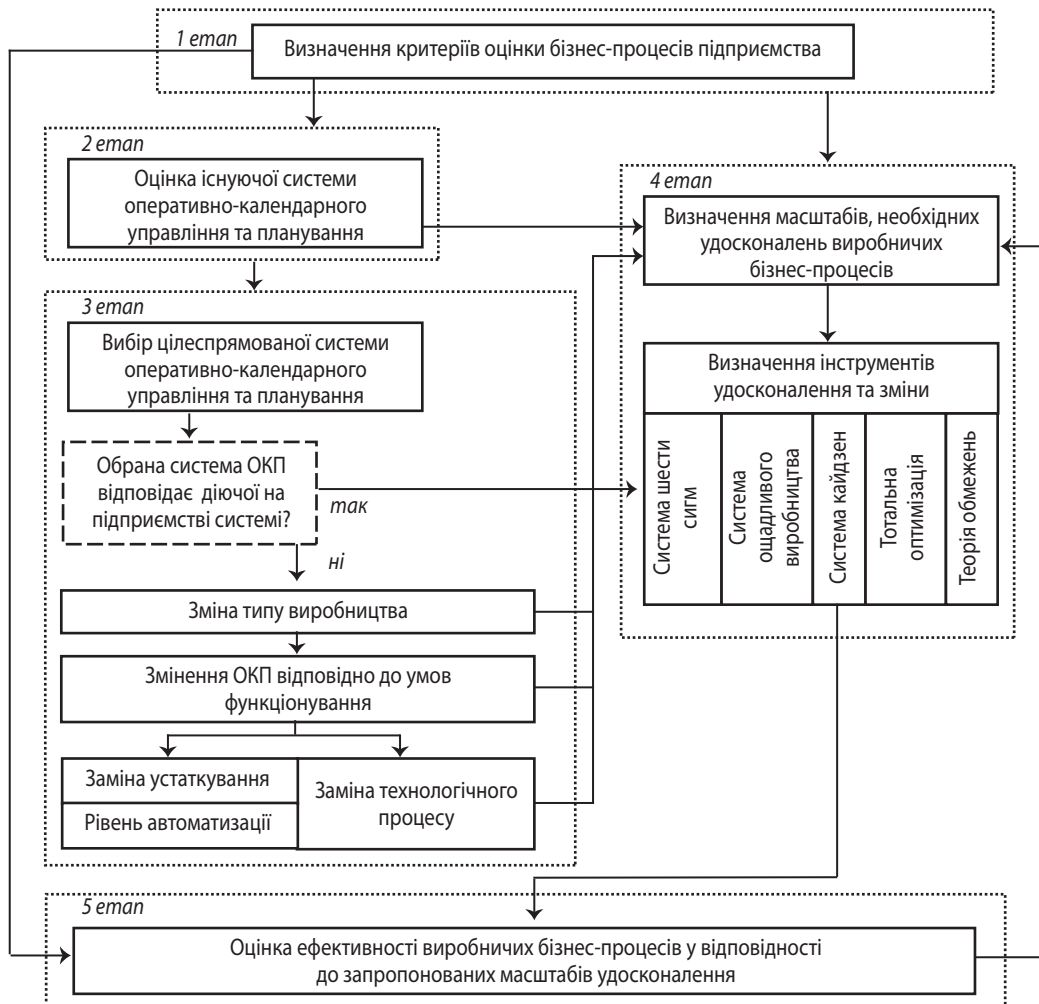 1 етап
Визначення критеріїв оцінки бізнес-процесів підприємства
2 етап
Оцінка існуючої системи
оперативно-календарного
управління та планування
3 етап
Вибір цілеспрямованої системи
оперативно-календарного
управління та планування
Обрана система ОКП
відповідає діючої на
підприємстві системі?
так
ні
Зміна типу виробництва
Змінення ОКП відповідно до умов
функціонування
Заміна устаткування
Рівень автоматизації
Заміна технологічного
процесу
4 етап
Визначення масштабів, необхідних
удосконалень виробничих
бізнес-процесів
Визначення інструментів
удосконалення та зміни
Система шести
сигм
Система
ощадливого
виробництва
Система кайдзен
Тотальна
оптимізація
Теорія обмежень
5 етап
Оцінка ефективності виробничих бізнес-процесів у відповідності
до запропонованих масштабів удосконалення